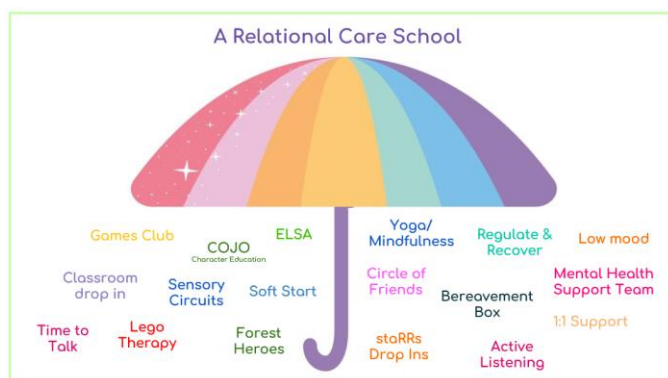 A Relational Care School
Games Club
COJO
Character Education
ELSA
Yoga/
Mindfulness
Regulate &
Recover
Low mood
Classroom
drop in
Sensory
Circuits
Soft Start
Circle of
Friends
Bereavement
Box
Mental Health
Support Team
1:1 Support
Time to
Talk
Lego
Therapy
Forest
Heroes
staRRs
Drop Ins
Active
Listening